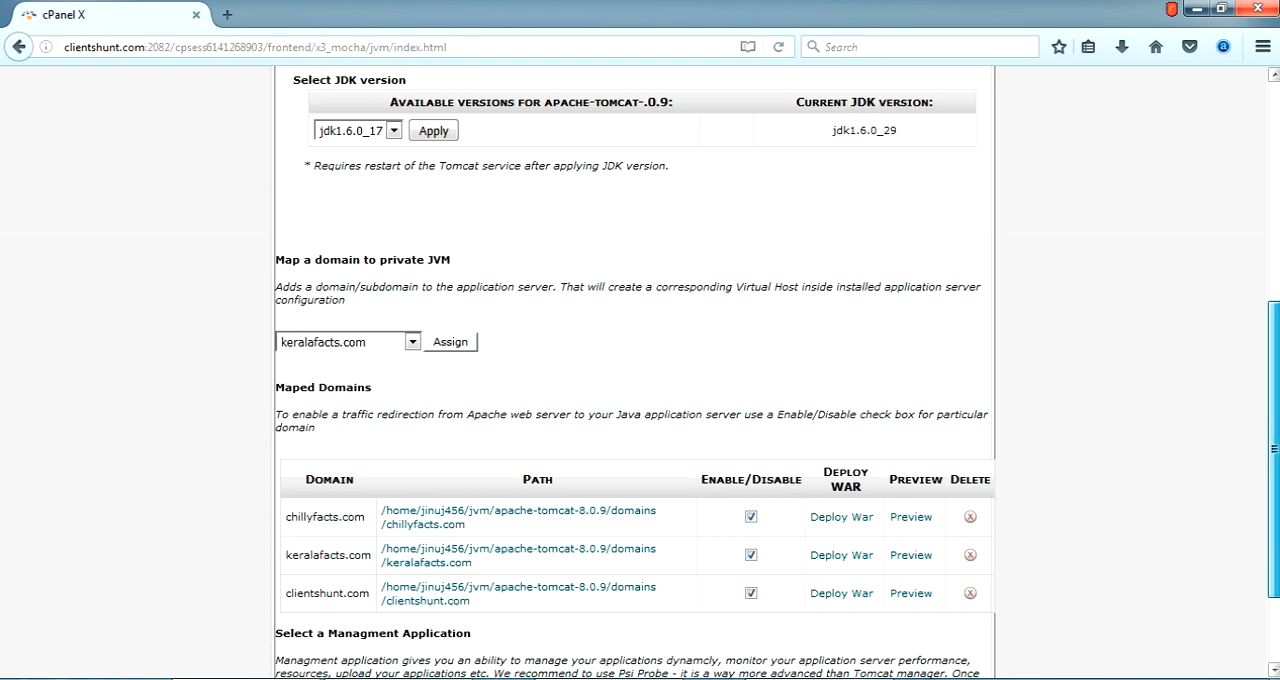 cPanel X
clientshunt.com:2082/cpsess6141268903/frontend/x3_mocha/jvm/index.html
Search
Select JDK version
AVAILABLE VERSIONS FOR APACHE-TOMCAT-.0.9: CURRENT JDK VERSION:
jdk1.6.0_17 Apply jdk1.6.0_29
* Requires restart of the Tomcat service after applying JDK version.
Map a domain to private JVM
Adds a domain/subdomain to the application server. That will create a corresponding Virtual Host inside installed application server
configuration
keralafacts.com Assign
Maped Domains
To enable a traffic redirection from Apache web server to your Java application server use a Enable/Disable check box for particular
domain
DOMAIN PATH ENABLE/DISABLE DEPLOY WAR PREVIEW DELETE
chillyfacts.com /home/jinuj456/jvm/apache-tomcat-8.0.9/domains
/chillyfacts.com Deploy War Preview
keralafacts.com /home/jinuj456/jvm/apache-tomcat-8.0.9/domains
/keralafacts.com Deploy War Preview
clientshunt.com /home/jinuj456/jvm/apache-tomcat-8.0.9/domains
/clientshunt.com Deploy War Preview
Select a Managment Application
Managment application gives you an ability to manage your applications dynamcly, monitor your application server performance,
resources, upload your applications etc. We recommend to use Psi Probe - it is a way more advanced than Tomcat manager. Once